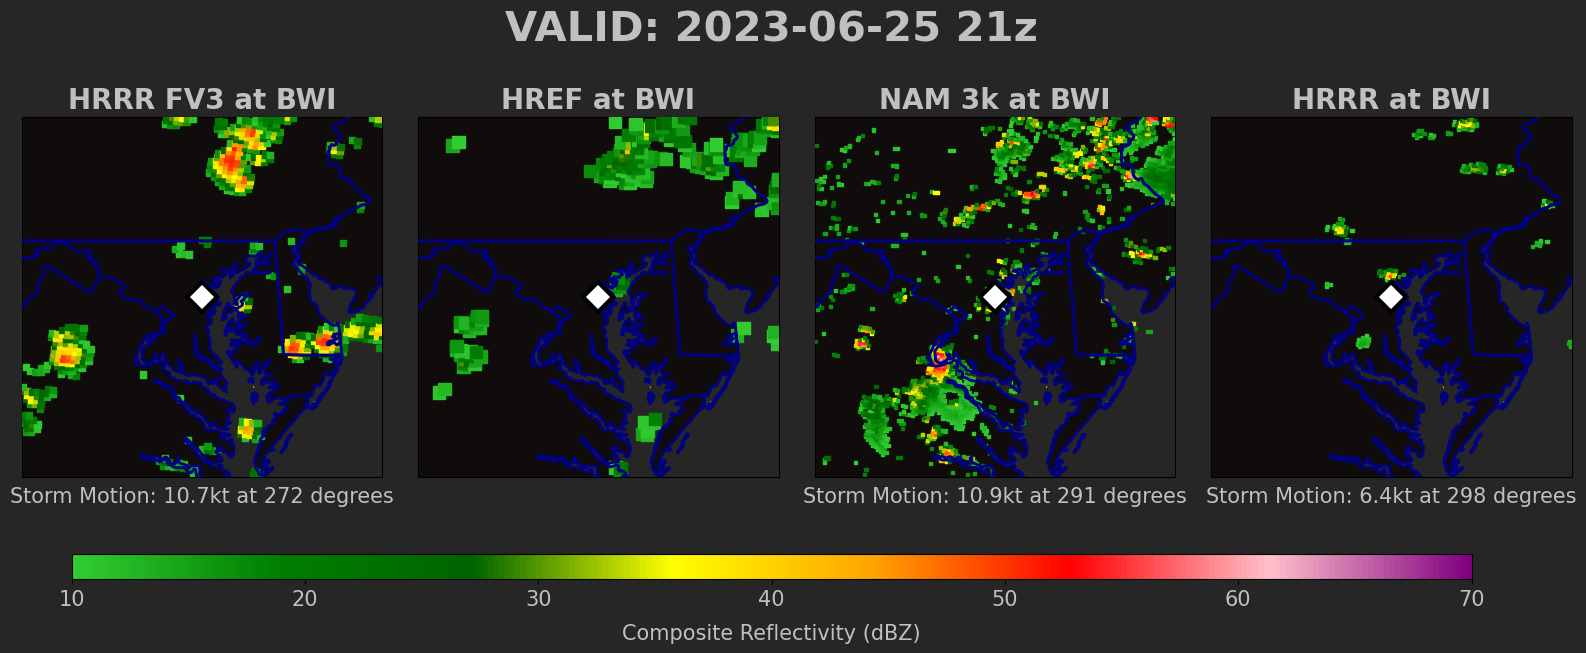 VALID: 2023-06-25 21z
HRRR FV3 at BWI
HREF at BWI
NAM 3k at BWI
HRRR at BWI
Storm Motion: 10.7kt at 272 degrees
Storm Motion: 10.9kt at 291 degrees
Storm Motion: 6.4kt at 298 degrees
10 20 30 40 50 60 70
Composite Reflectivity (dBZ)